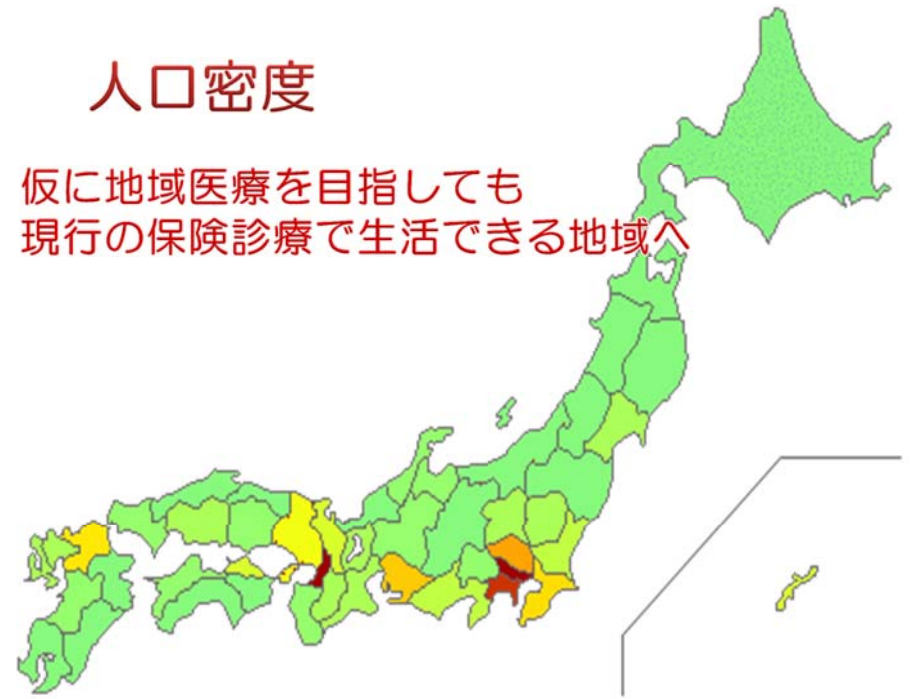 人口密度
仮に地域医療を目指しても
現行の保険診療で生活できる地域へ